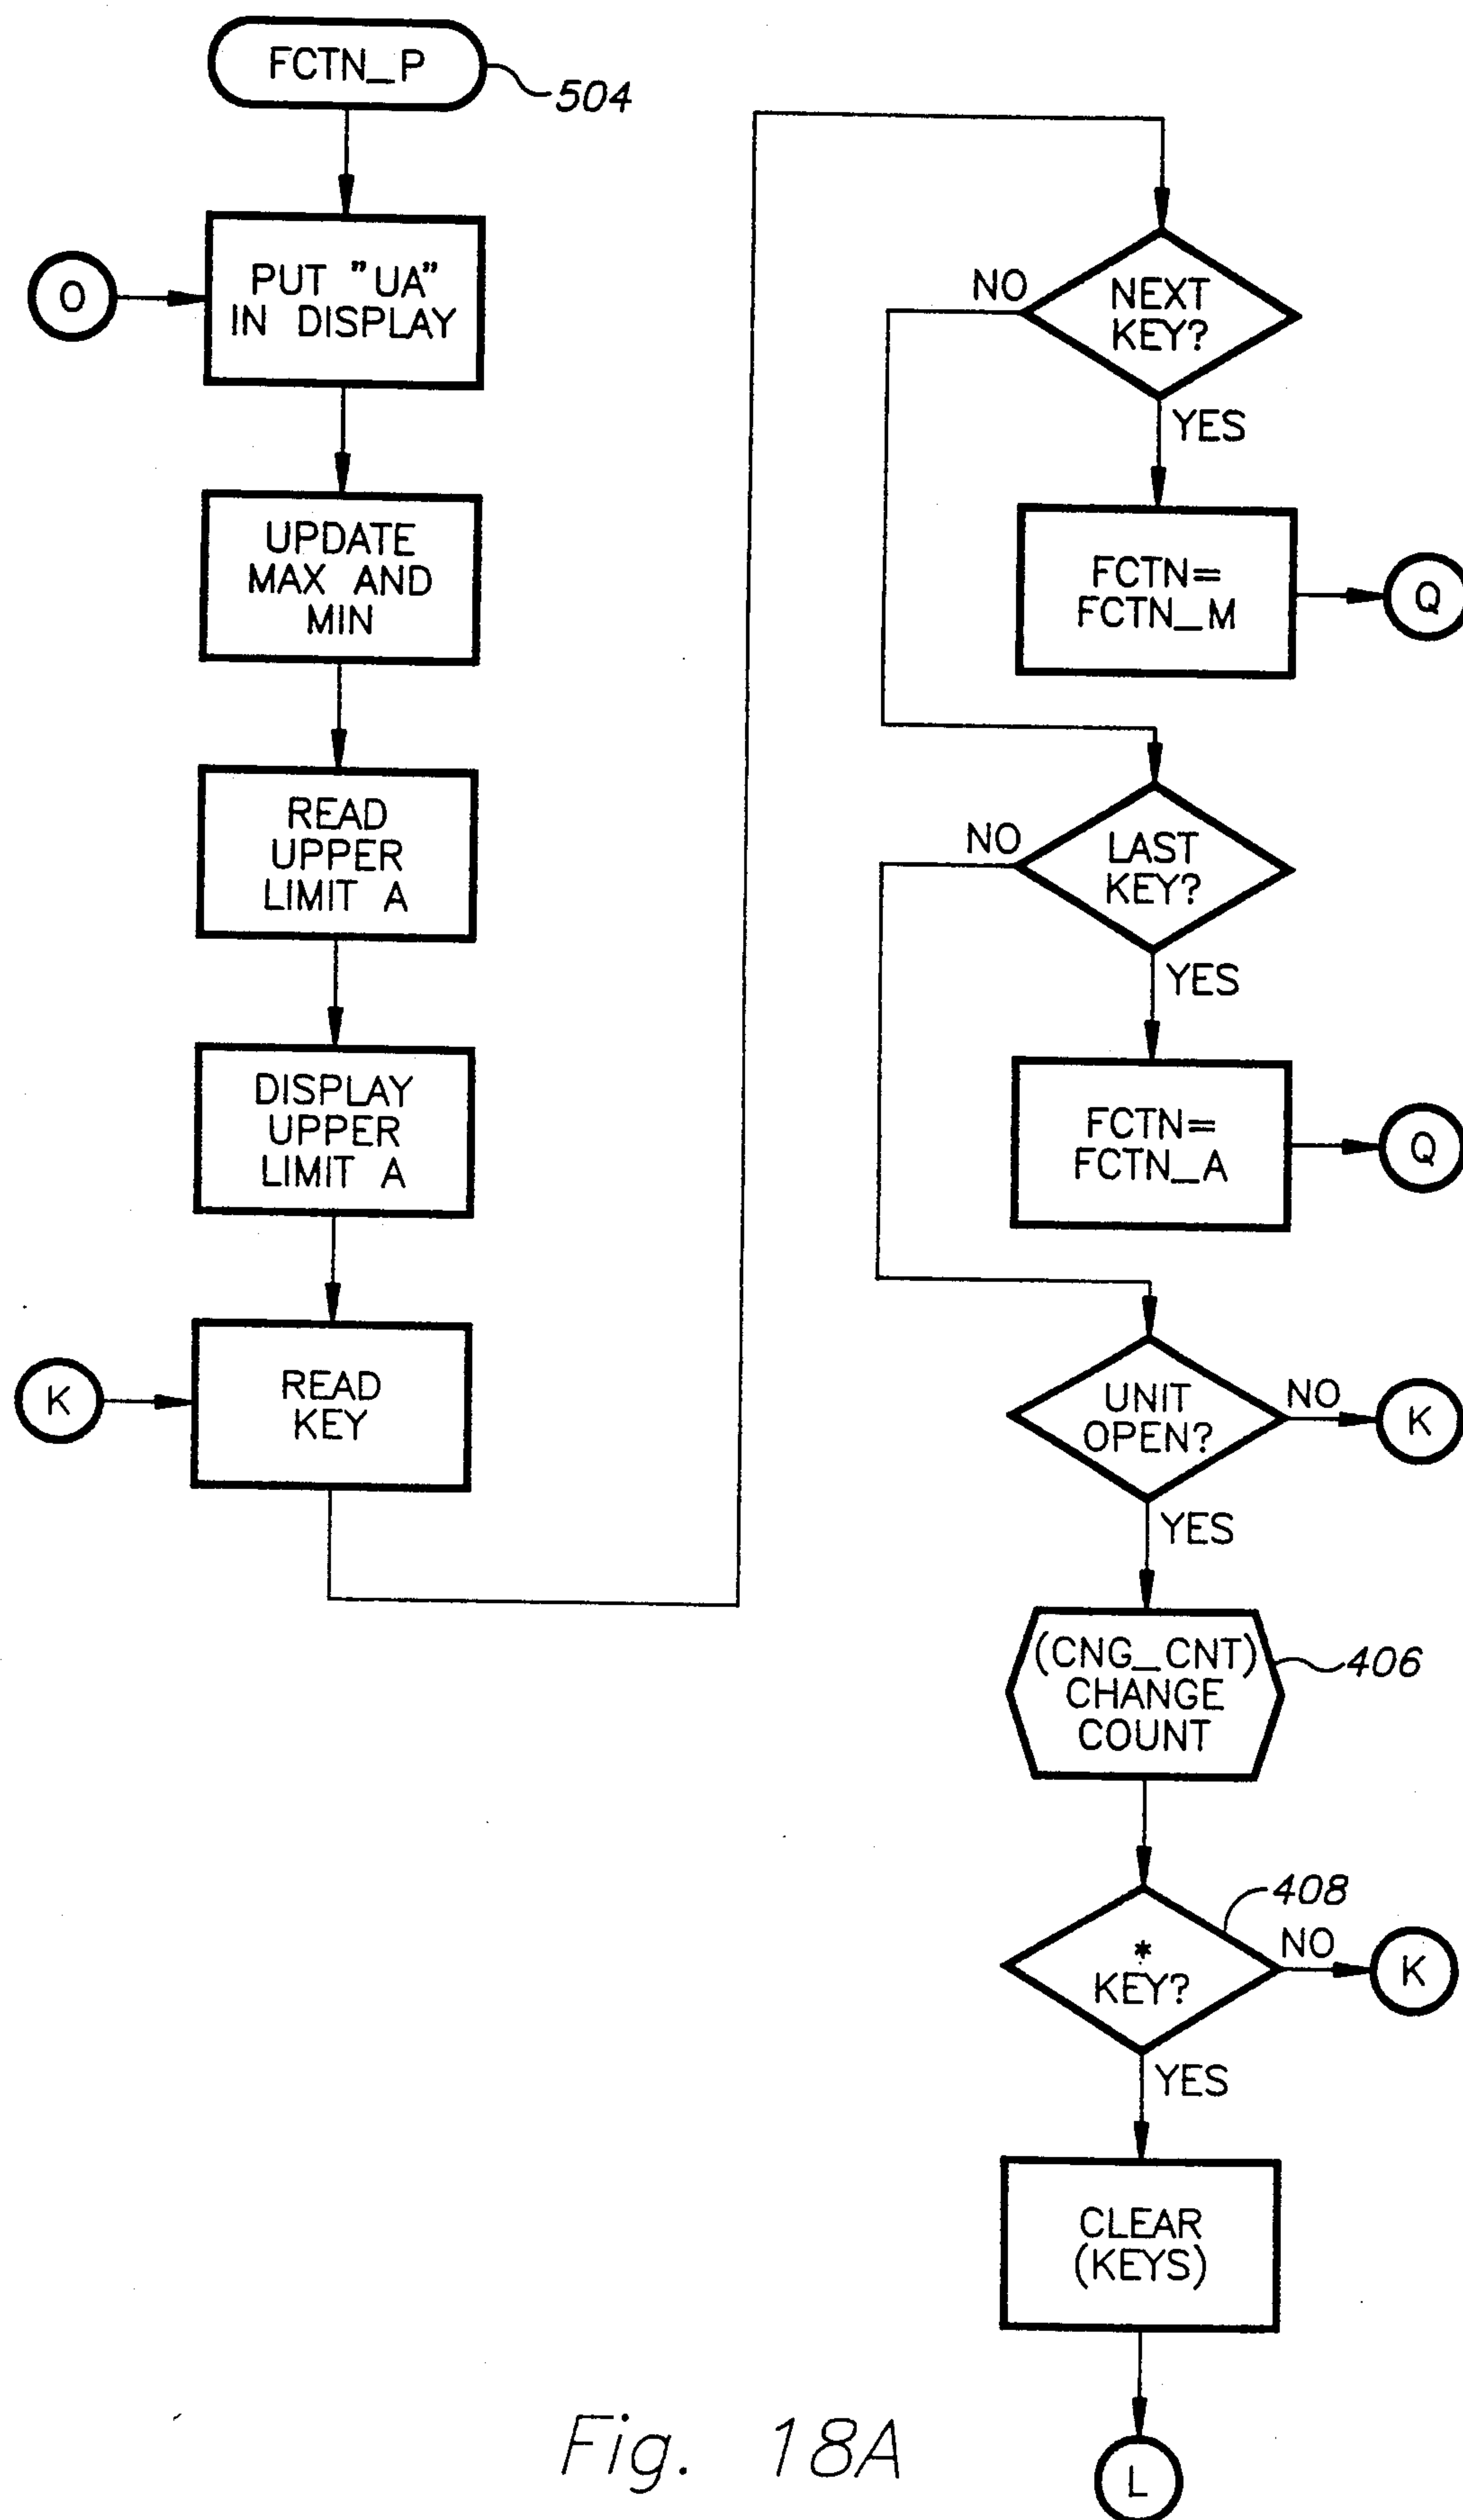 FCTN_P
504
O
PUT "UA"
IN DISPLAY
UPDATE
MAX AND
MIN
READ
UPPER
LIMIT A
DISPLAY
UPPER
LIMIT A
K
READ
KEY
NEXT
KEY?
NO
YES
FCTN=
FCTN_M
Q
LAST
KEY?
NO
YES
FCTN=
FCTN_A
Q
UNIT
OPEN?
NO
K
YES
(CNG_CNT)
CHANGE
COUNT
406
408
*
KEY?
NO
K
YES
CLEAR
(KEYS)
L
Fig. 18A